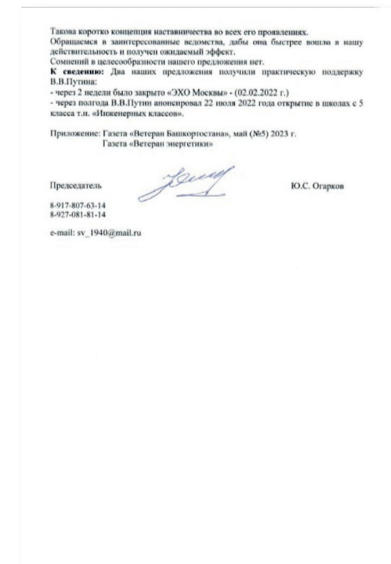 Такова коротко концепция наставничества во всех его проявлениях.
Обращаемся в заинтересованные ведомства, дабы она быстрее вошло в нашу
действительность и получен ожидаемый эффект.
Сомнений в целесообразности нашего предложения нет.
К сведению: Два наших предложения получили практическую поддержку
В.В.Путина:
- через 2 недели было закрыто «ЭХО Москвы» - (02.02.2022 г.)
- через полгода В.В.Путин анонсировал 22 июля 2022 года открытие в школах с 5
класса т.н. «Инженерных классов».
Приложение: Газета «Ветеран Башкортостана», май (№5) 2023 г.
Газета «Ветеран энергетики»
Председатель Ю.С. Огарков
8-917-807-63-14
8-927-081-81-14
e-mail: sv_1940@mail.ru